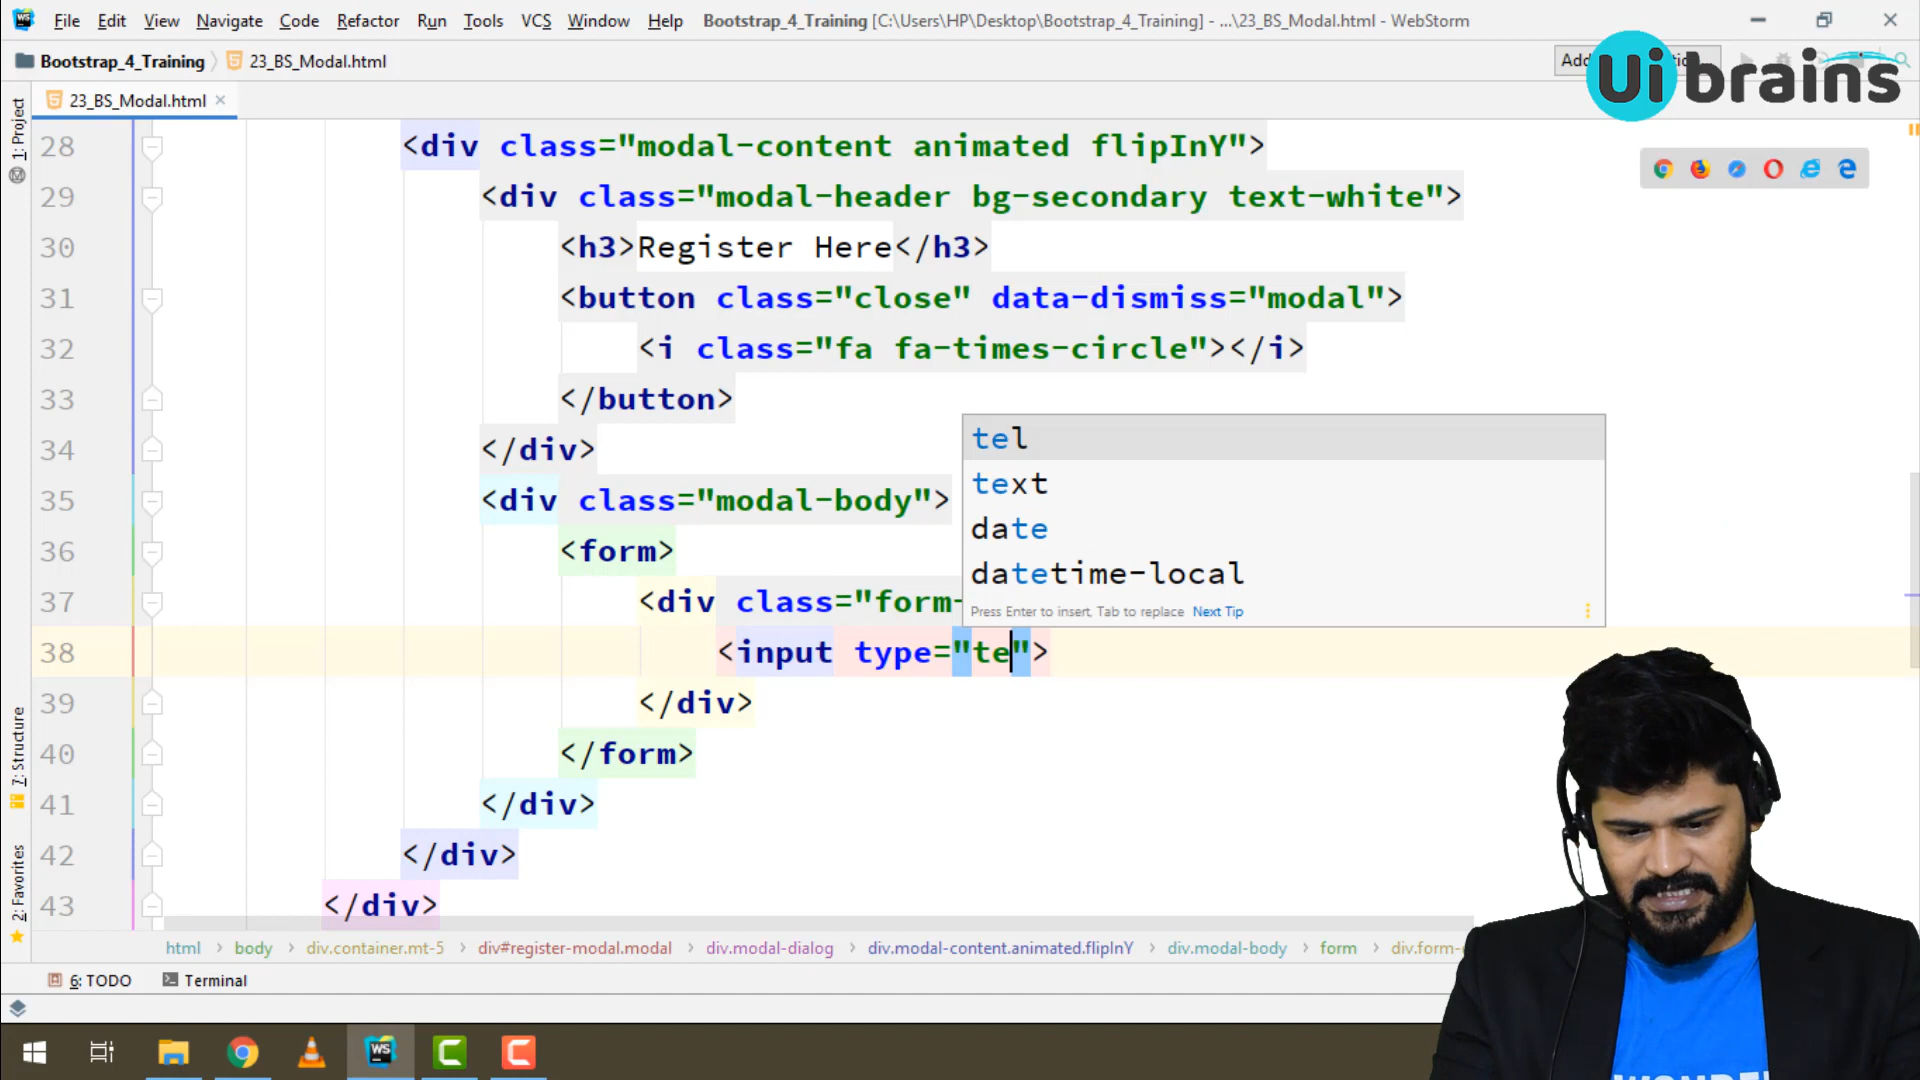 File Edit View Navigate Code Refactor Run Tools VCS Window Help Bootstrap_4_Training [C:\Users\HP\Desktop\Bootstrap_4_Training] - ...\23_BS_Modal.html - WebStorm
Bootstrap_4_Training 23_BS_Modal.html
Ui brains
23_BS_Modal.html
1: Project
28 <div class="modal-content animated flipInY">
29 <div class="modal-header bg-secondary text-white">
30 <h3>Register Here</h3>
31 <button class="close" data-dismiss="modal">
32 <i class="fa fa-times-circle"></i>
33 </button>
34 </div>
35 <div class="modal-body">
36 <form>
37 <div class="form-
38 <input type="te">
39 </div>
40 </form>
41 </div>
42 </div>
43 </div>
tel
text
date
datetime-local
Press Enter to insert, Tab to replace Next Tip
7: Structure
2: Favorites
html body div.container.mt-5 div#register-modal.modal div.modal-dialog div.modal-content.animated.flipInY div.modal-body form
6: TODO Terminal
WS